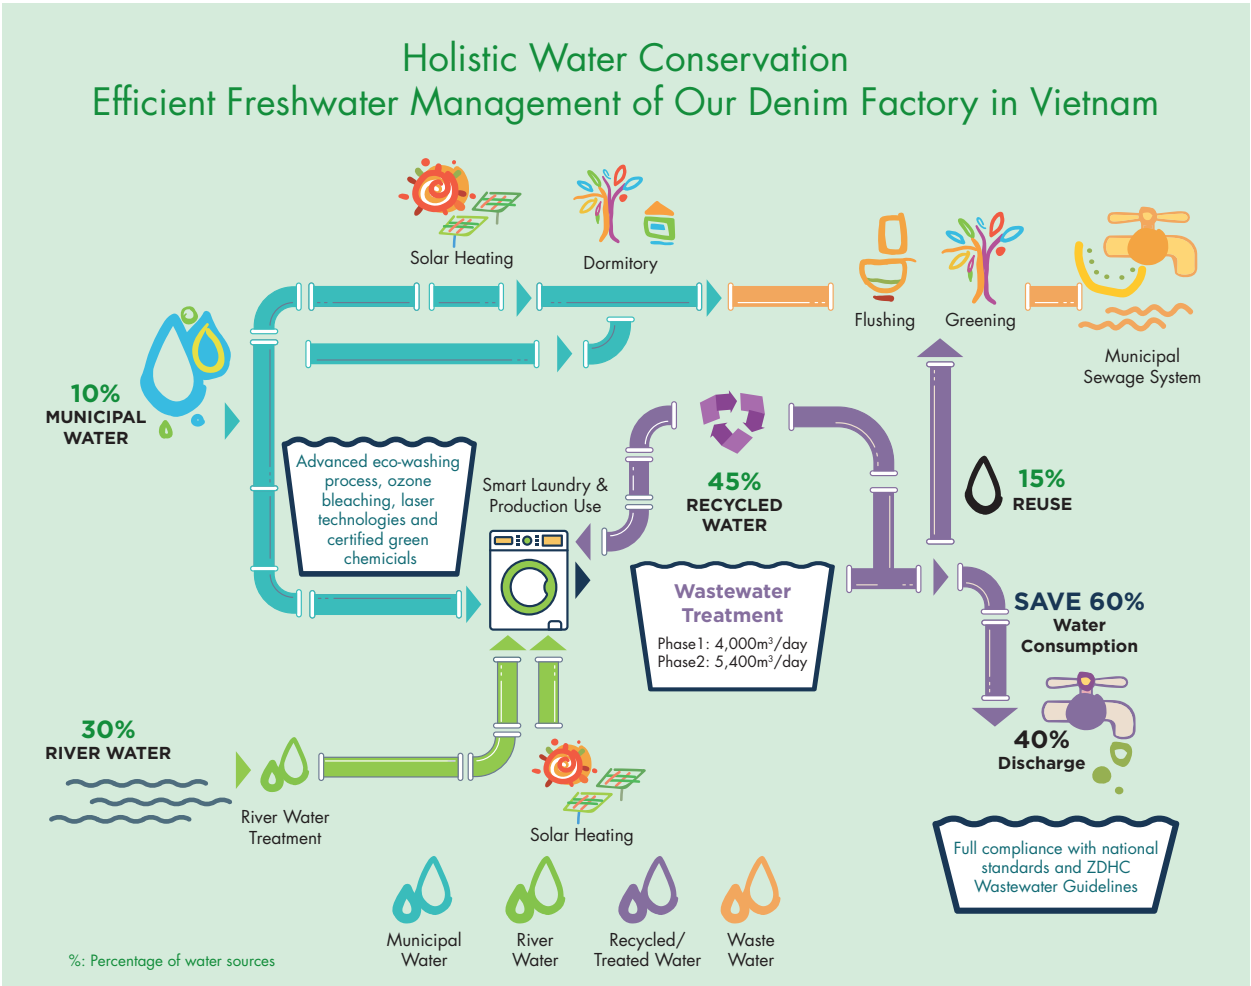 Holistic Water Conservation
Efficient Freshwater Management of Our Denim Factory in Vietnam
Solar Heating
Dormitory
Flushing
Greening
Municipal
Sewage System
10%
MUNICIPAL
WATER
Advanced eco-washing
process, ozone
bleaching, laser
technologies and
certified green
chemicials
Smart Laundry &
Production Use
45%
RECYCLED
WATER
15%
REUSE
Wastewater
Treatment
Phase1: 4,000m³/day
Phase2: 5,400m³/day
SAVE 60%
Water
Consumption
40%
Discharge
30%
RIVER WATER
River Water
Treatment
Solar Heating
Full compliance with national
standards and ZDHC
Wastewater Guidelines
Municipal
Water
River
Water
Recycled/
Treated Water
Waste
Water
%: Percentage of water sources